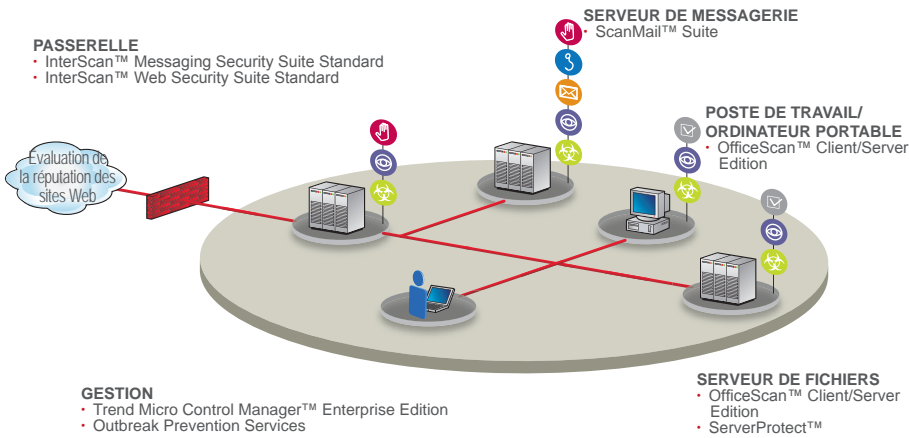 PASSERELLE
• InterScan™ Messaging Security Suite Standard
• InterScan™ Web Security Suite Standard
SERVEUR DE MESSAGERIE
• ScanMail™ Suite
POSTE DE TRAVAIL/
ORDINATEUR PORTABLE
• OfficeScan™ Client/Server
Edition
Évaluation de
la réputation des
sites Web
GESTION
• Trend Micro Control Manager™ Enterprise Edition
• Outbreak Prevention Services
SERVEUR DE FICHIERS
• OfficeScan™ Client/Server
Edition
• ServerProtect™